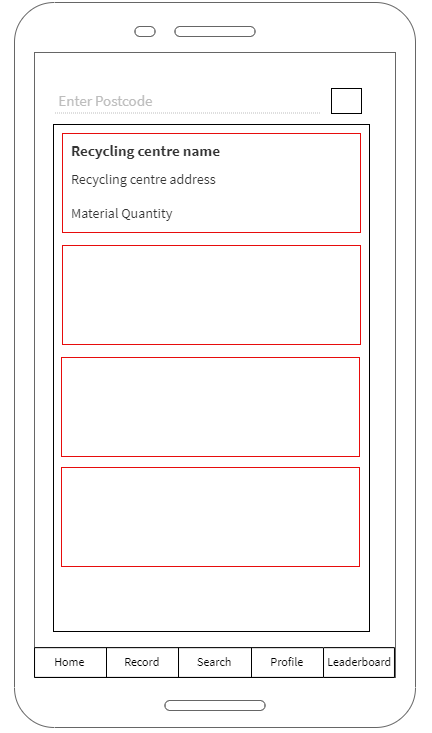 Enter Postcode
Recycling centre name
Recycling centre address
Material Quantity
Home Record Search Profile Leaderboard